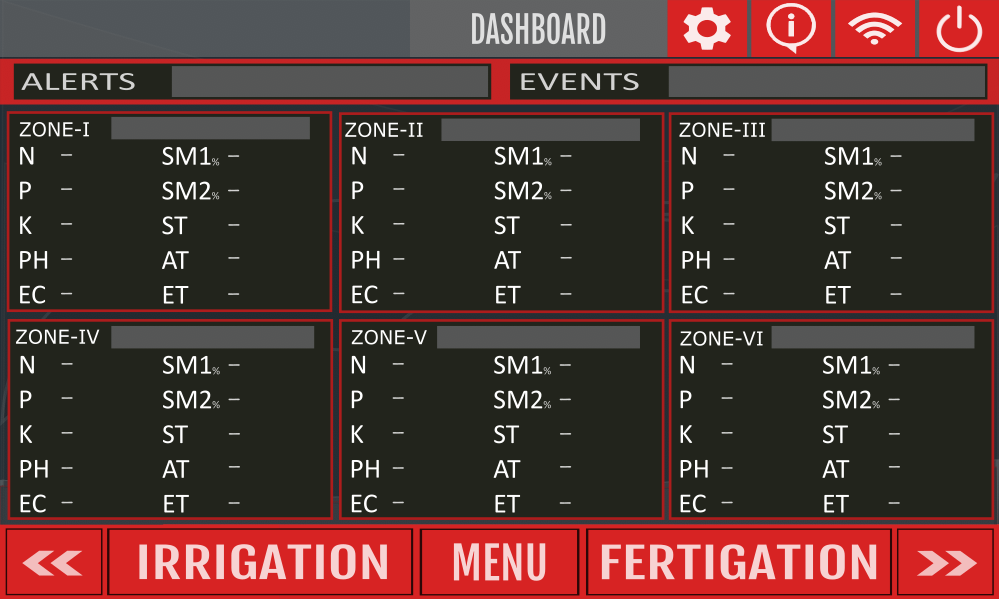 DASHBOARD
ALERTS EVENTS
ZONE-I ZONE-II ZONE-III
N – SM1% – N – SM1% – N – SM1% –
P – SM2% – P – SM2% – P – SM2% –
K – ST – K – ST – K – ST –
PH – AT – PH – AT – PH – AT –
EC – ET – EC – ET – EC – ET –
ZONE-IV ZONE-V ZONE-VI
N – SM1% – N – SM1% – N – SM1% –
P – SM2% – P – SM2% – P – SM2% –
K – ST – K – ST – K – ST –
PH – AT – PH – AT – PH – AT –
EC – ET – EC – ET – EC – ET –
IRRIGATION MENU FERTIGATION